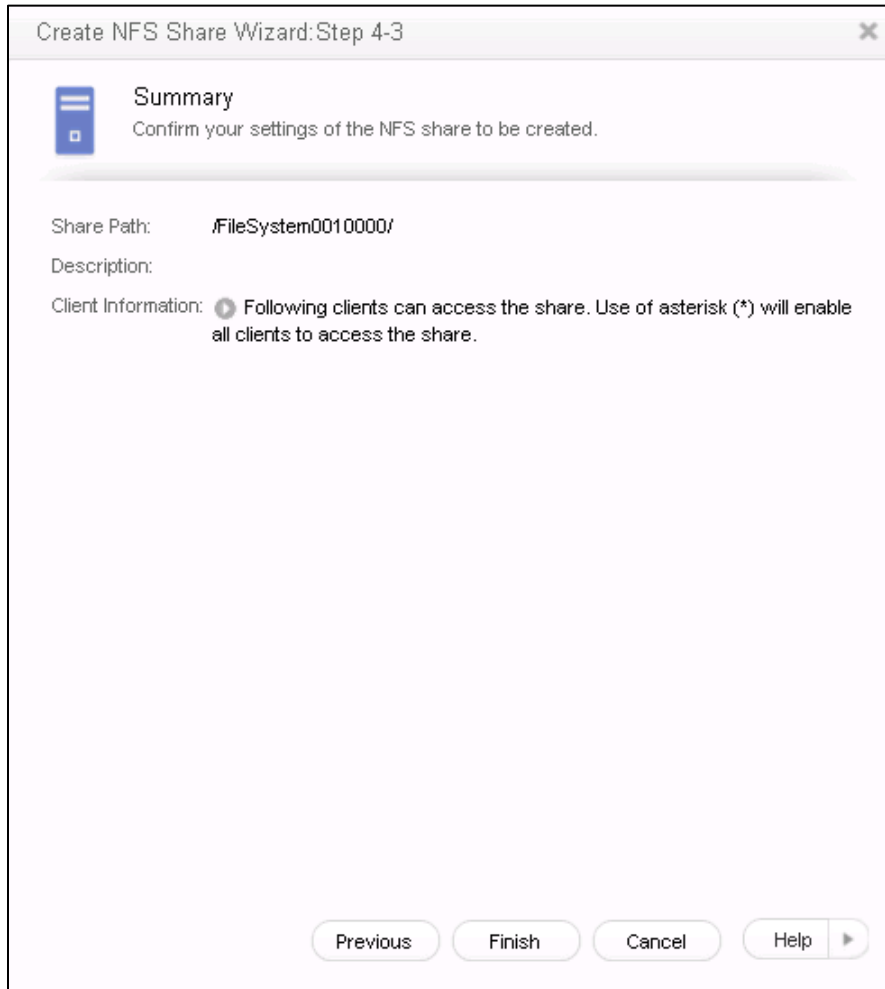 Create NFS Share Wizard:Step 4-3
Summary
Confirm your settings of the NFS share to be created.
Share Path: /FileSystem0010000/
Description:
Client Information: Following clients can access the share. Use of asterisk (*) will enable
all clients to access the share.
Previous Finish Cancel Help